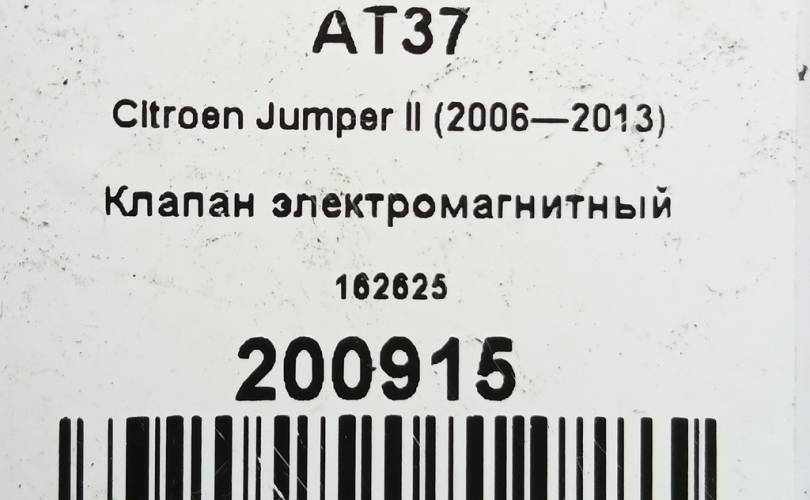 AT37
Citroen Jumper II (2006—2013)
Клапан электромагнитный
162625
200915